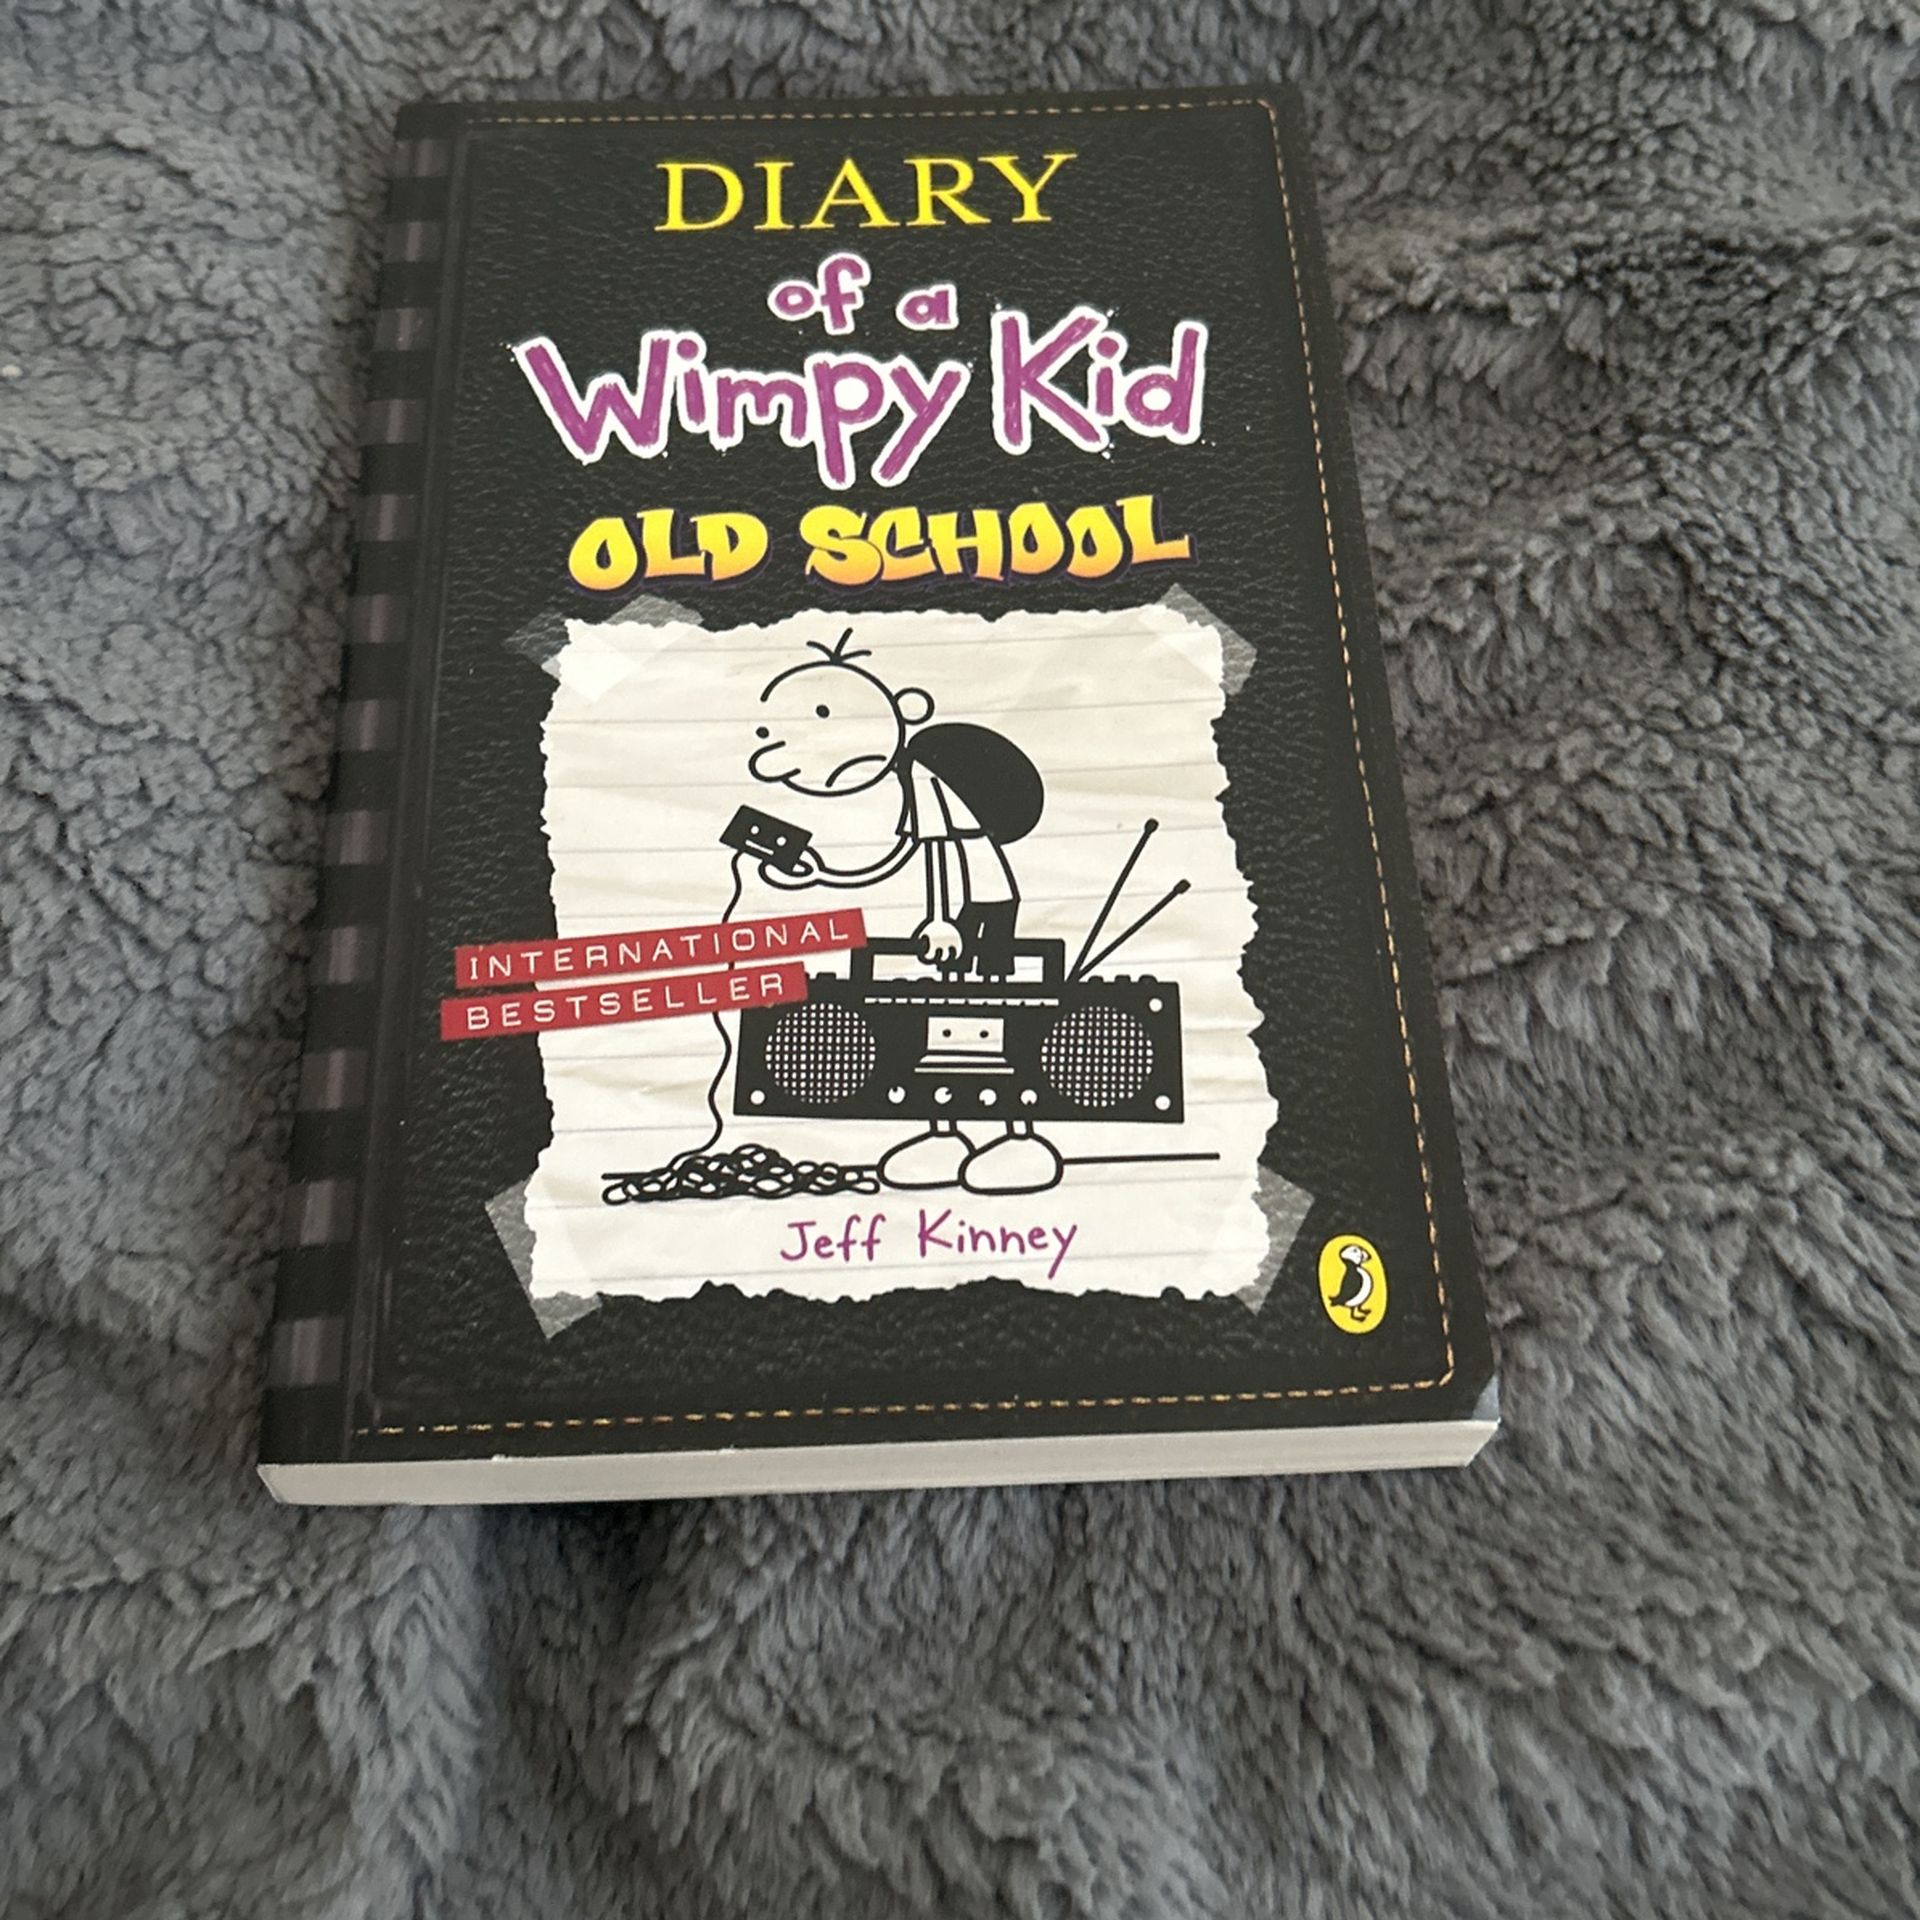 DIARY
of a
Wimpy Kid
OLD SCHOOL
INTERNATIONAL
BESTSELLER
Jeff Kinney